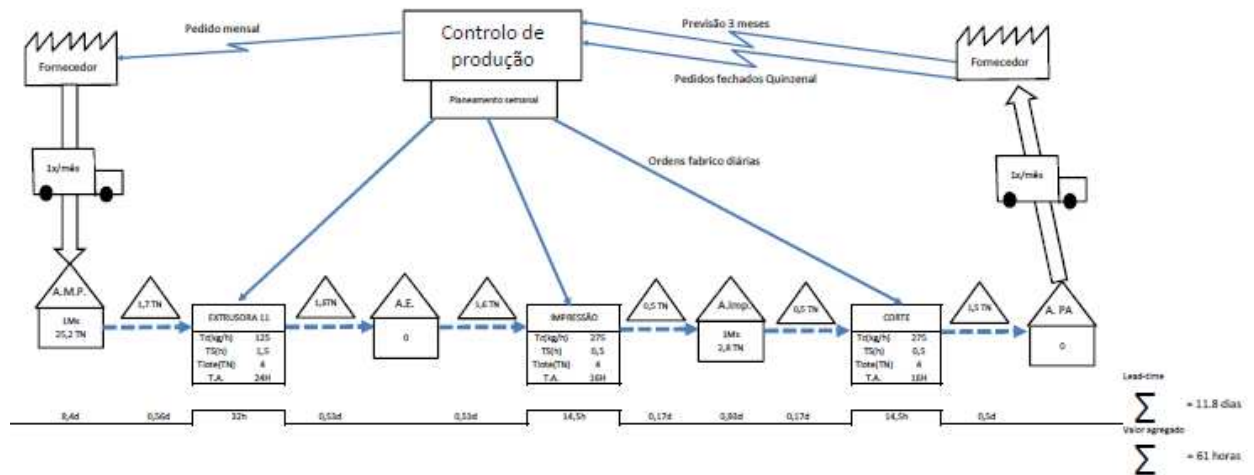 Pedido mensal
Controlo de
produção
Previsão 3 meses
Fornecedor
Fornecedor
Pedidos fechados Quinzenal
Planeamento semanal
1x/mês
Ordens fabrico diárias
1x/mês
A.M.P.
1,7 TN
A.E.
1,6 TN
0,5 TN
A.Imp.
0,5 TN
1,5 TN
A. PA
25,2 TN
EXTRUSORA 11
0
IMPRESSÃO
2,8 TN
CORTE
0
Tc(kg/h) 125
TS(h) 1,5
Tlote(TN) 4
T.A. 24H
Tc(kg/h) 275
TS(h) 0,5
Tlote(TN) 4
T.A. 16H
Tc(kg/h) 275
TS(h) 0,5
Tlote(TN) 4
T.A. 16H
8,4d
0,56d
32h
0,53d
0,53d
14,5h
0,17d
0,93d
0,17d
14,5h
0,5d
Lead-time
∑ = 11.8 dias
Valor agregado
∑ = 61 horas